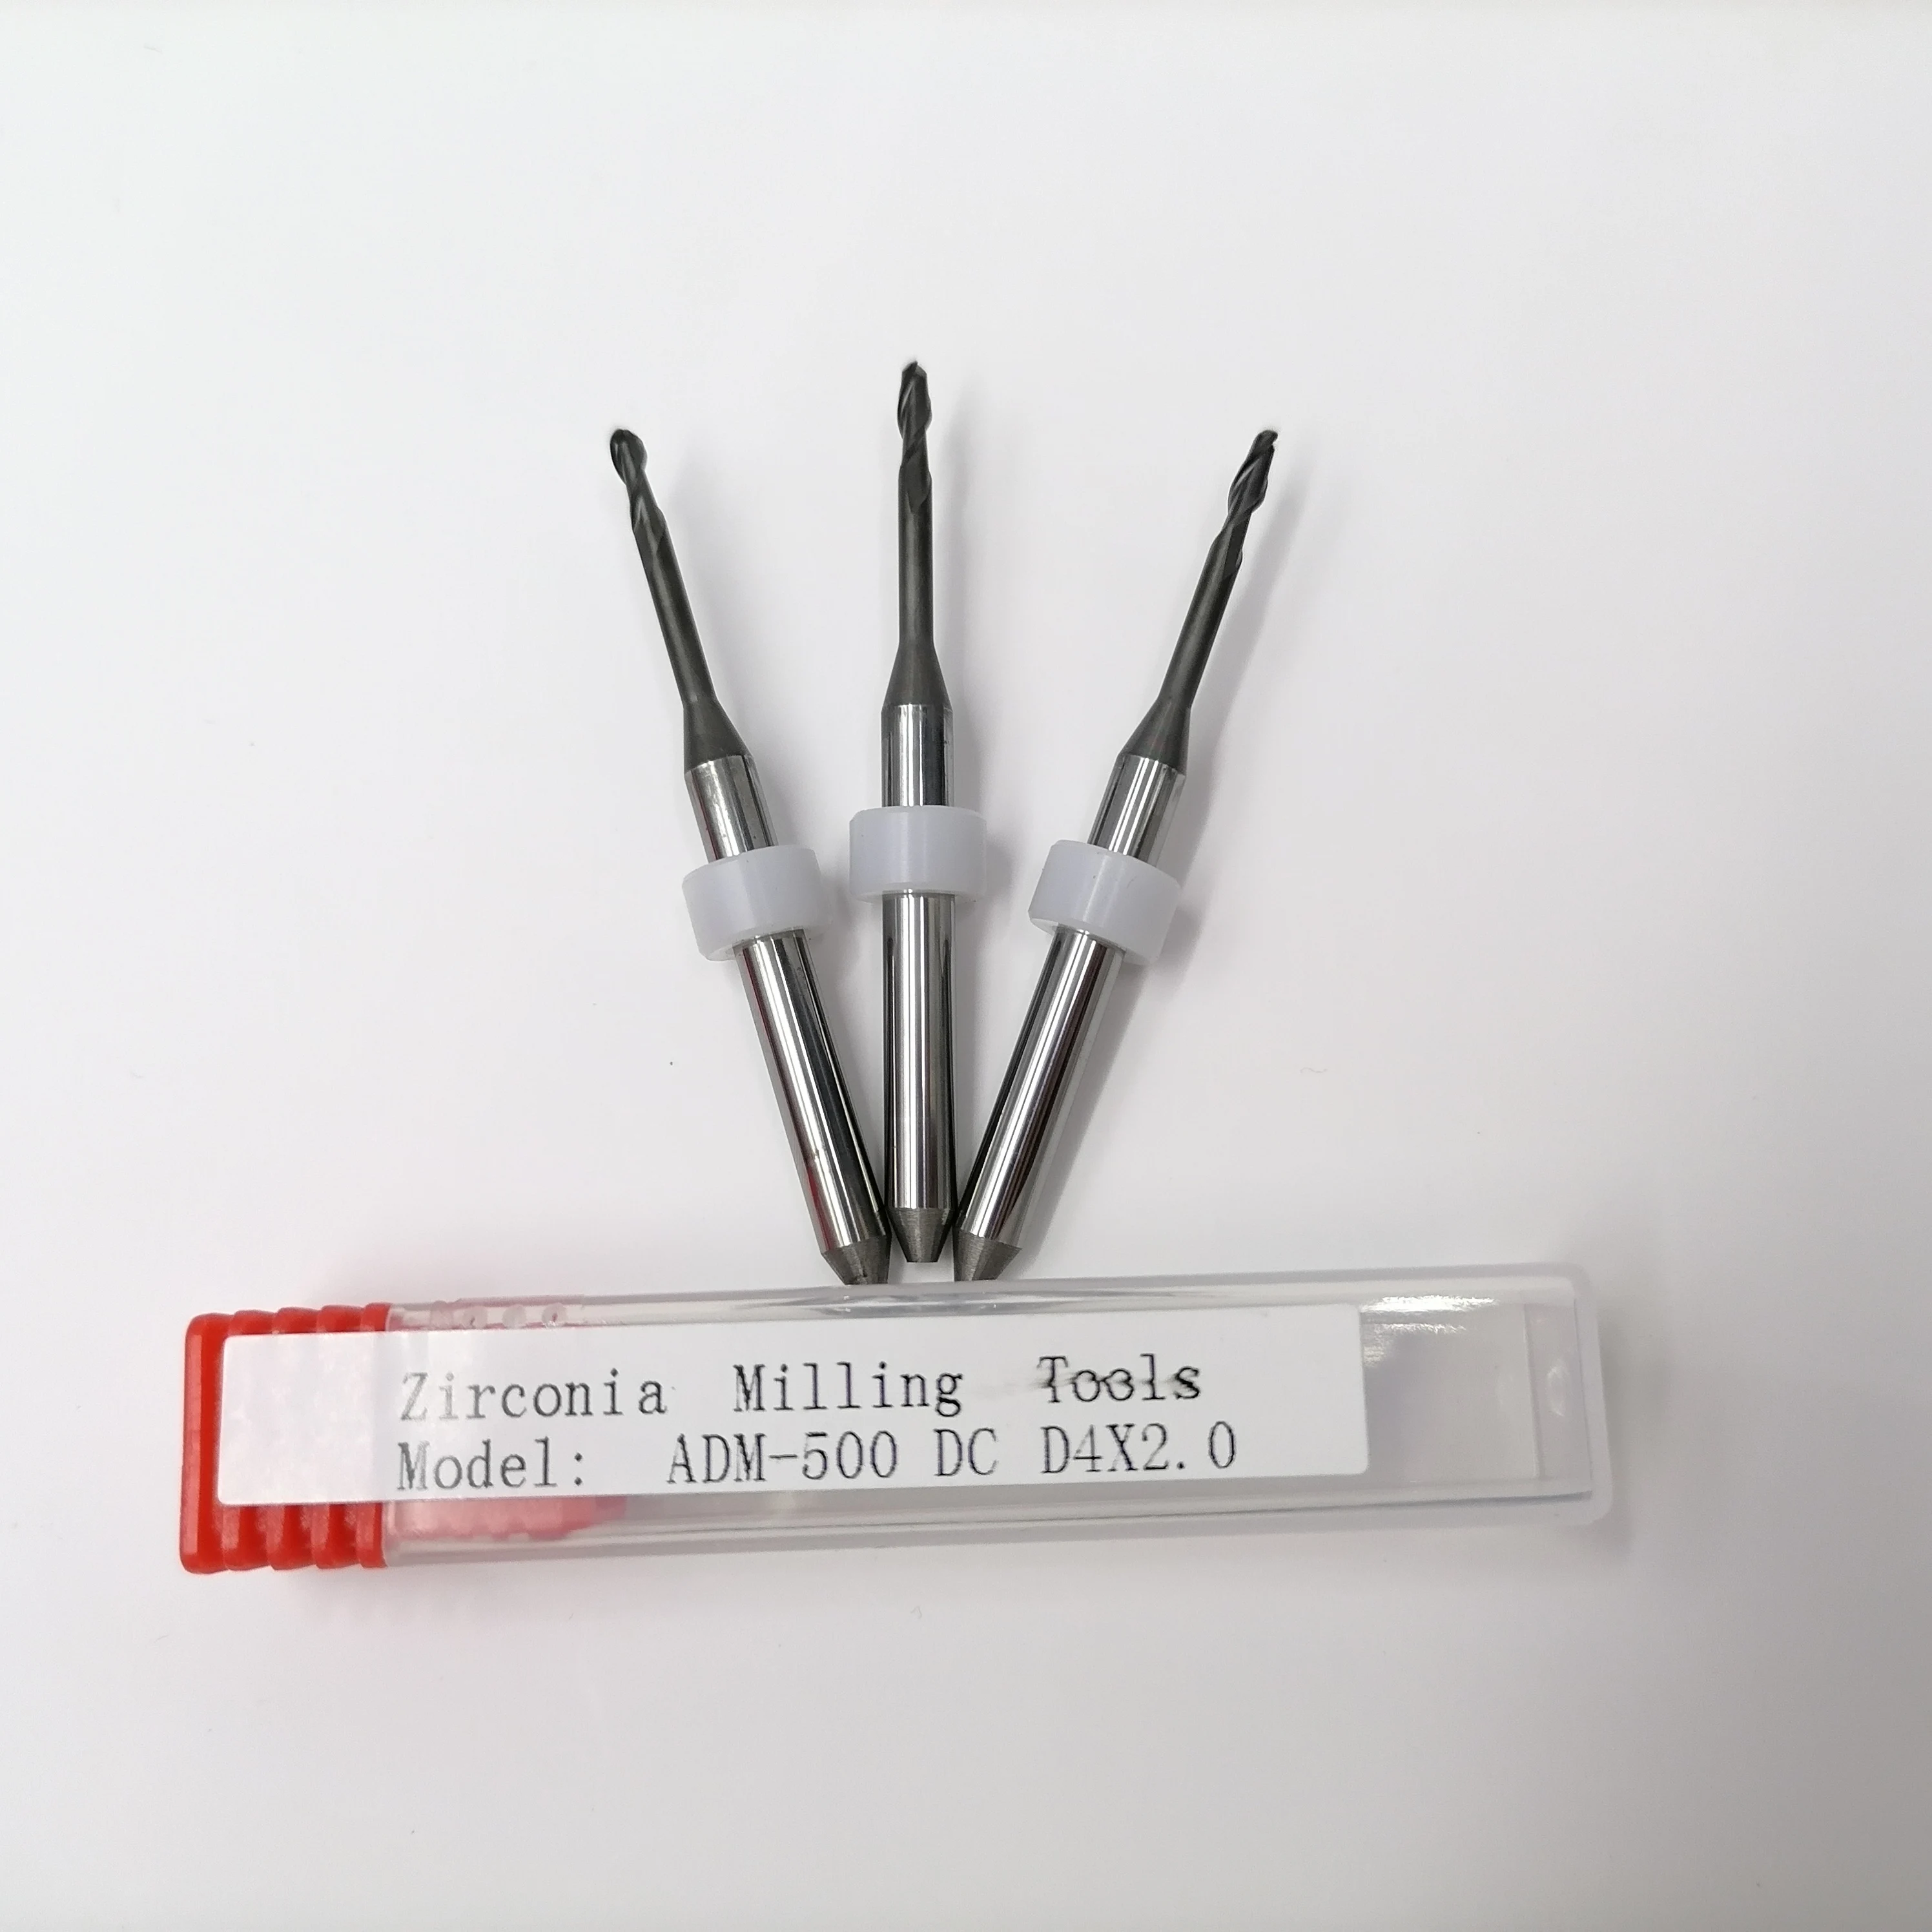 Zirconia Milling Tools
Model: ADM-500 DC D4X2.0